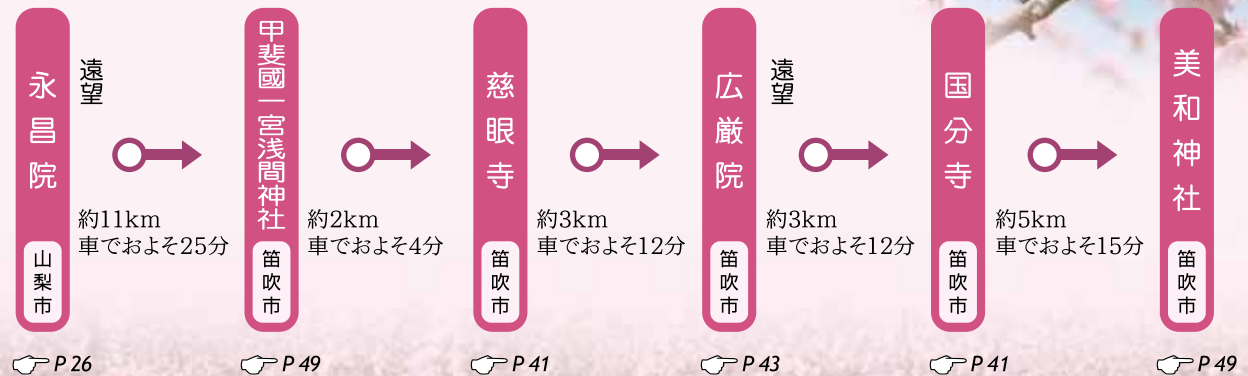 永昌院
山梨市
遠望
約11km
車でおよそ25分
甲斐國一宮浅間神社
笛吹市
約2km
車でおよそ4分
慈眼寺
笛吹市
約3km
車でおよそ12分
広厳院
笛吹市
遠望
約3km
車でおよそ12分
国分寺
笛吹市
約5km
車でおよそ15分
美和神社
笛吹市
P 26
P 49
P 41
P 43
P 41
P 49